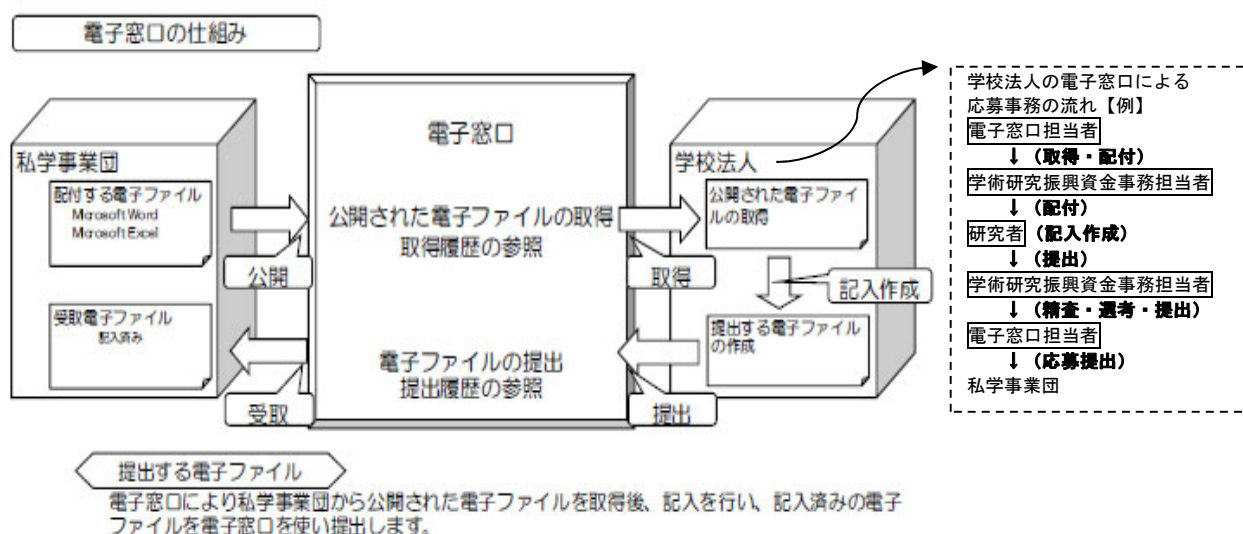 電子窓口の仕組み
私学事業団
配付する電子ファイル
Microsoft Word
Microsoft Excel
公開
受取電子ファイル
記入済み
受取
電子窓口
公開された電子ファイルの取得
取得履歴の参照
電子ファイルの提出
提出履歴の参照
取得
提出
学校法人
公開された電子ファイ
ルの取得
記入作成
提出する電子ファイル
の作成
学校法人の電子窓口による
応募事務の流れ【例】
電子窓口担当者
↓(取得・配付)
学術研究振興資金事務担当者
↓(配付)
研究者(記入作成)
↓(提出)
学術研究振興資金事務担当者
↓(精査・選考・提出)
電子窓口担当者
↓(応募提出)
私学事業団
提出する電子ファイル
電子窓口により私学事業団から公開された電子ファイルを取得後、記入を行い、記入済みの電子
ファイルを電子窓口を使い提出します。